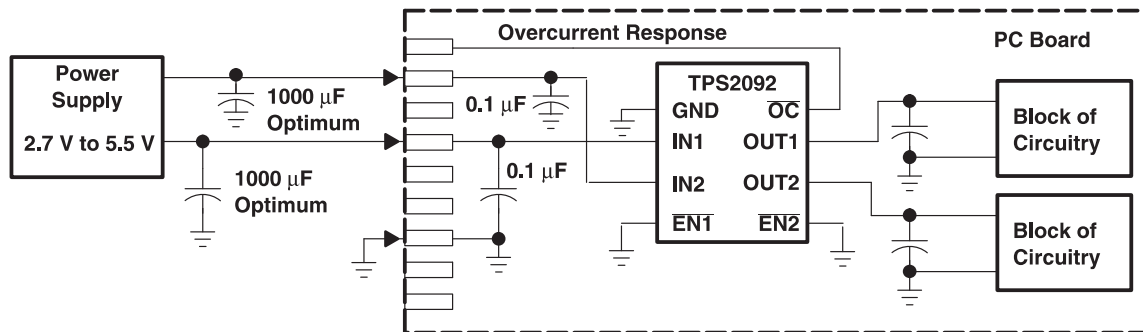 Overcurrent Response
PC Board
Power
Supply
2.7 V to 5.5 V
1000 μF
Optimum
1000 μF
Optimum
0.1 μF
0.1 μF
TPS2092
GND
IN1
IN2
EN1
OC
OUT1
OUT2
EN2
Block of
Circuitry
Block of
Circuitry